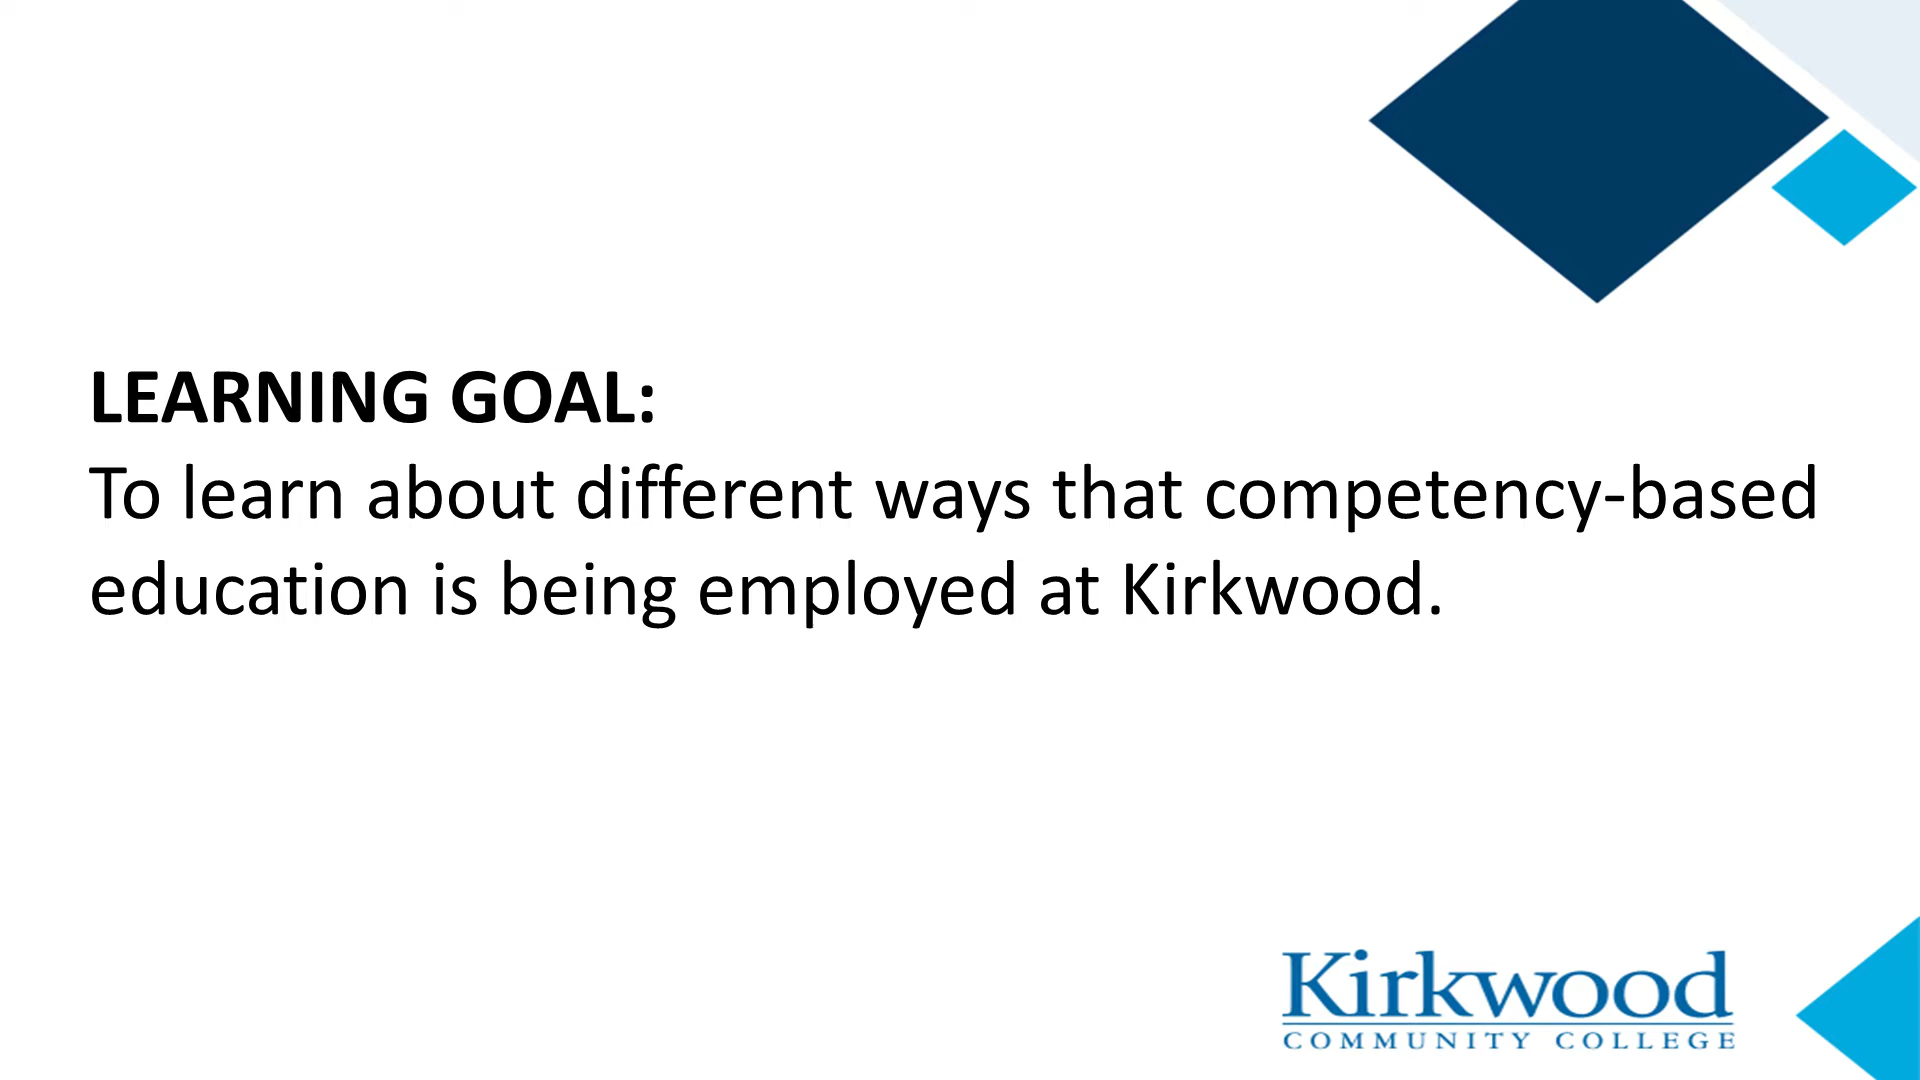 LEARNING GOAL:
To learn about different ways that competency-based
education is being employed at Kirkwood.
Kirkwood
COMMUNITY COLLEGE